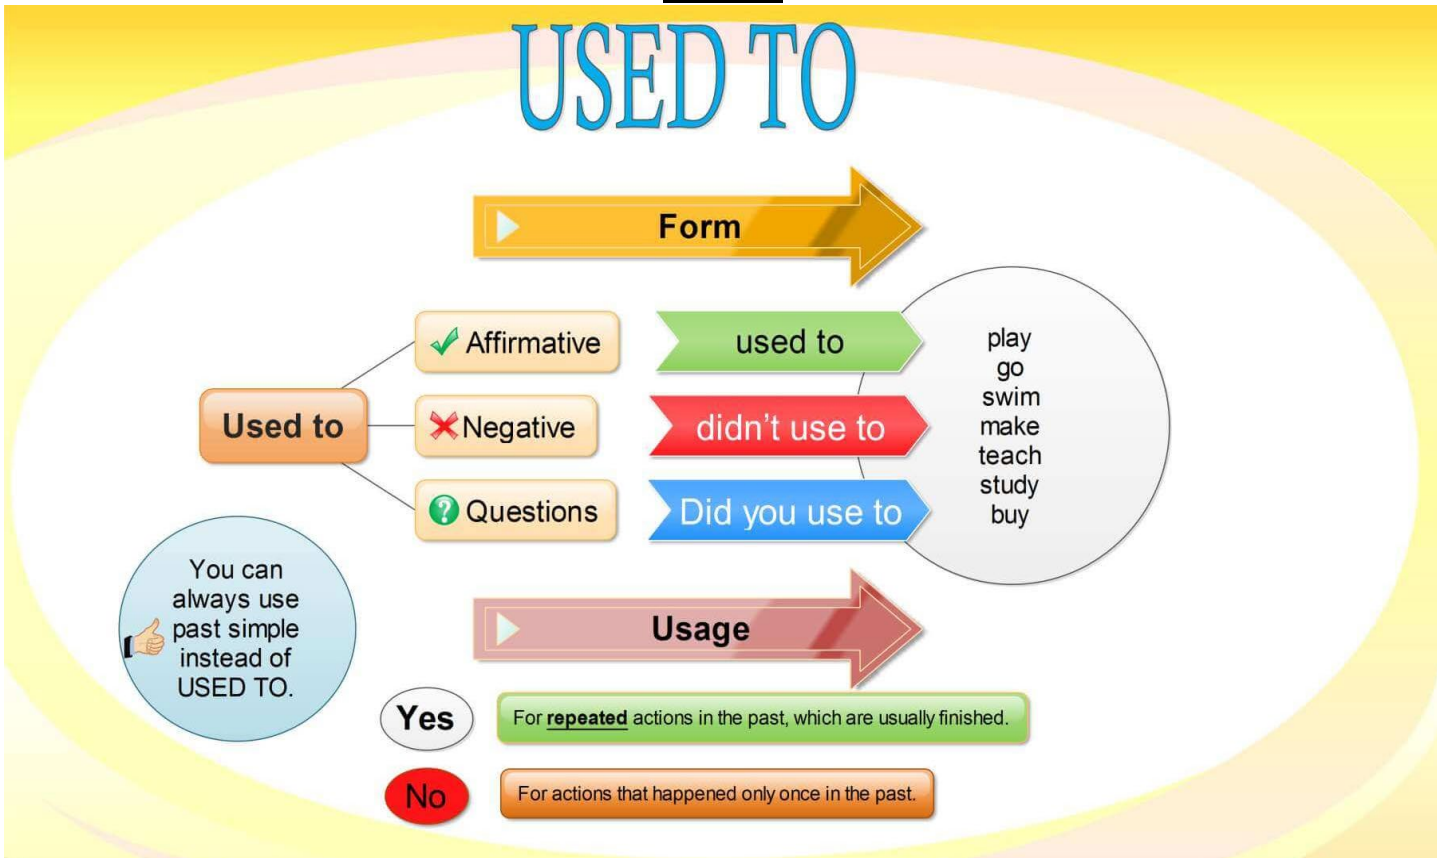 USED TO
Form
Affirmative
used to
Used to
Negative
didn't use to
Questions
Did you use to
play
go
swim
make
teach
study
buy
You can
always use
past simple
instead of
USED TO.
Usage
Yes
For repeated actions in the past, which are usually finished.
No
For actions that happened only once in the past.